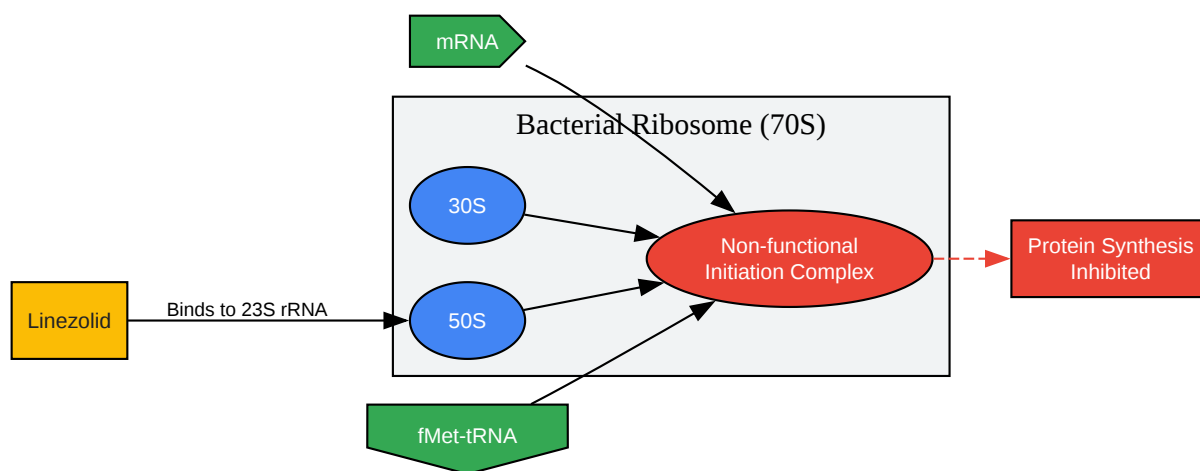 mRNA
Bacterial Ribosome (70S)
30S
Non-functional
Initiation Complex
Protein Synthesis
Inhibited
Linezolid
Binds to 23S rRNA
50S
fMet-tRNA